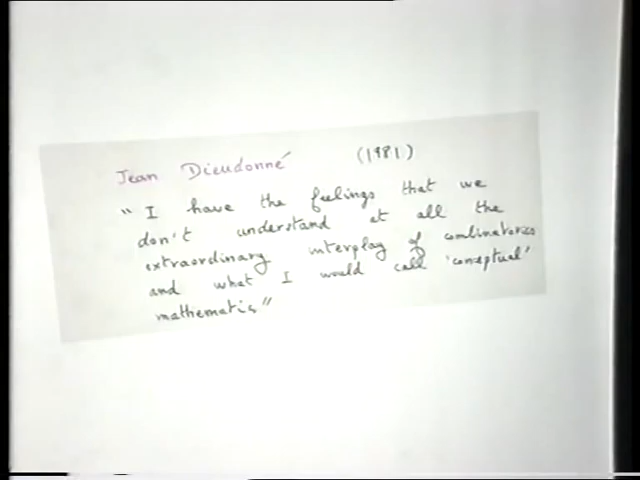 Jean Dieudonné (1981)
"I have the feelings that we
don't understand at all the
extraordinary interplay of combinatorics
and what I would call 'conceptual'
mathematics"